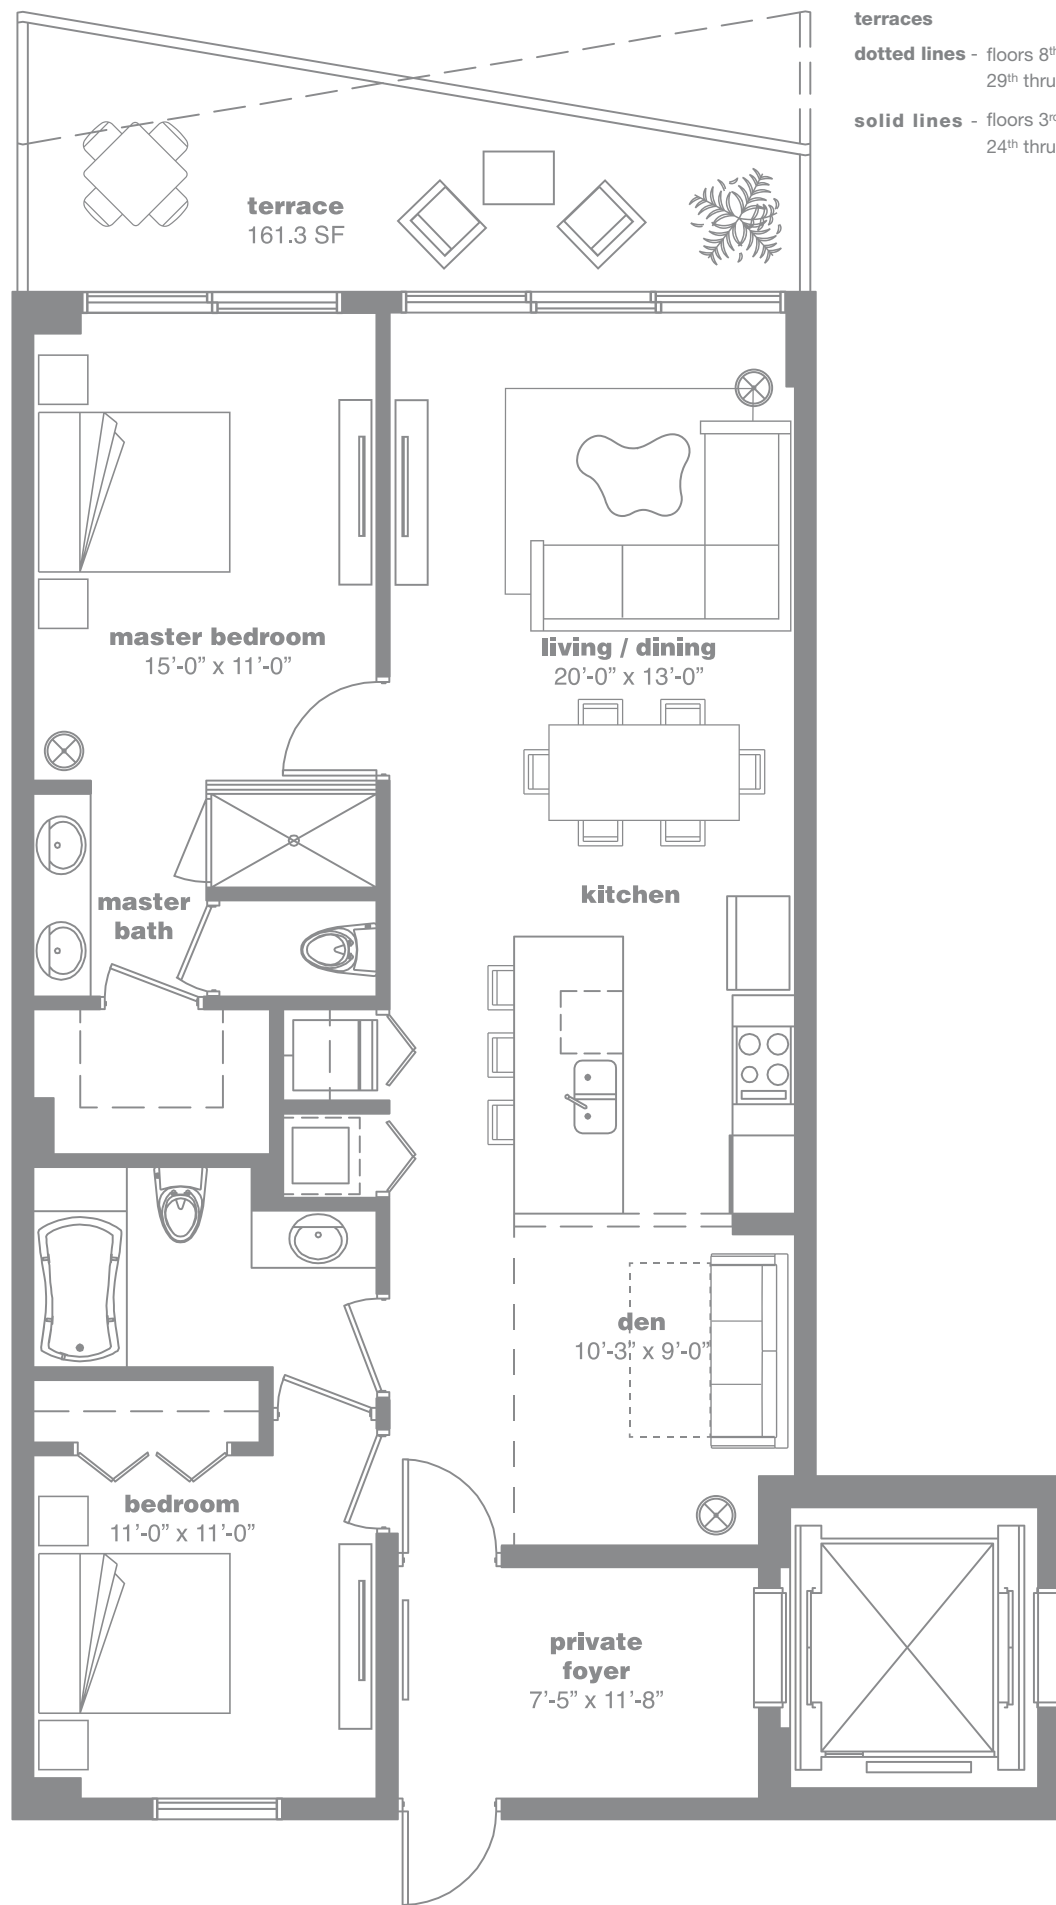 terraces
dotted lines - floors 8th
29th thru
solid lines - floors 3rd
24th thru
terrace
161.3 SF
master bedroom
15’-0” x 11’-0”
living / dining
20’-0” x 13’-0”
kitchen
master
bath
den
10’-3” x 9’-0”
bedroom
11’-0” x 11’-0”
private
foyer
7’-5” x 11’-8”